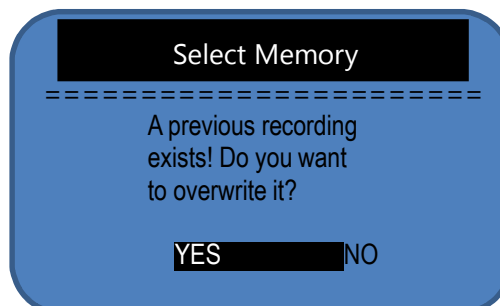 Select Memory
=======================
A previous recording
exists! Do you want
to overwrite it?
YES NO